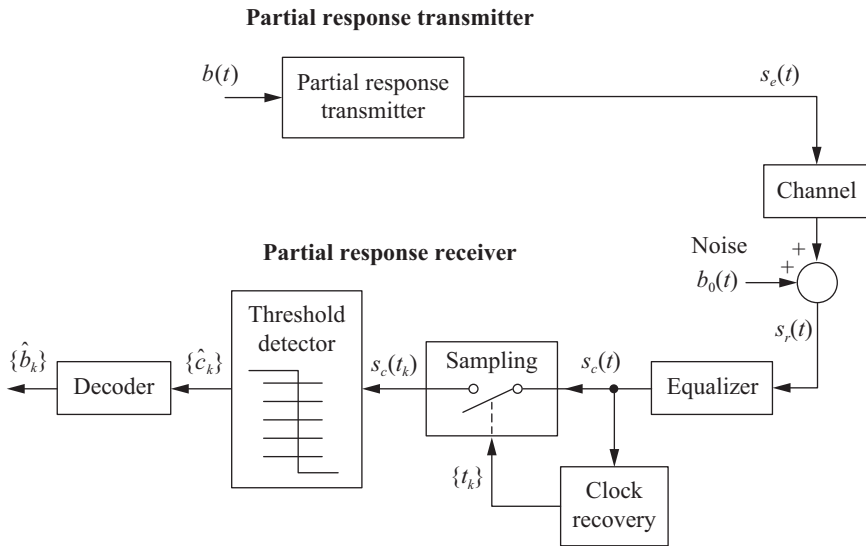 Partial response transmitter
b(t)
Partial response
transmitter
s_e(t)
Channel
Noise
b_0(t)
+
+
s_r(t)
Partial response receiver
Threshold
detector
{b̂_k}
Decoder
{ĉ_k}
s_c(t_k)
Sampling
s_c(t)
Equalizer
{t_k}
Clock
recovery